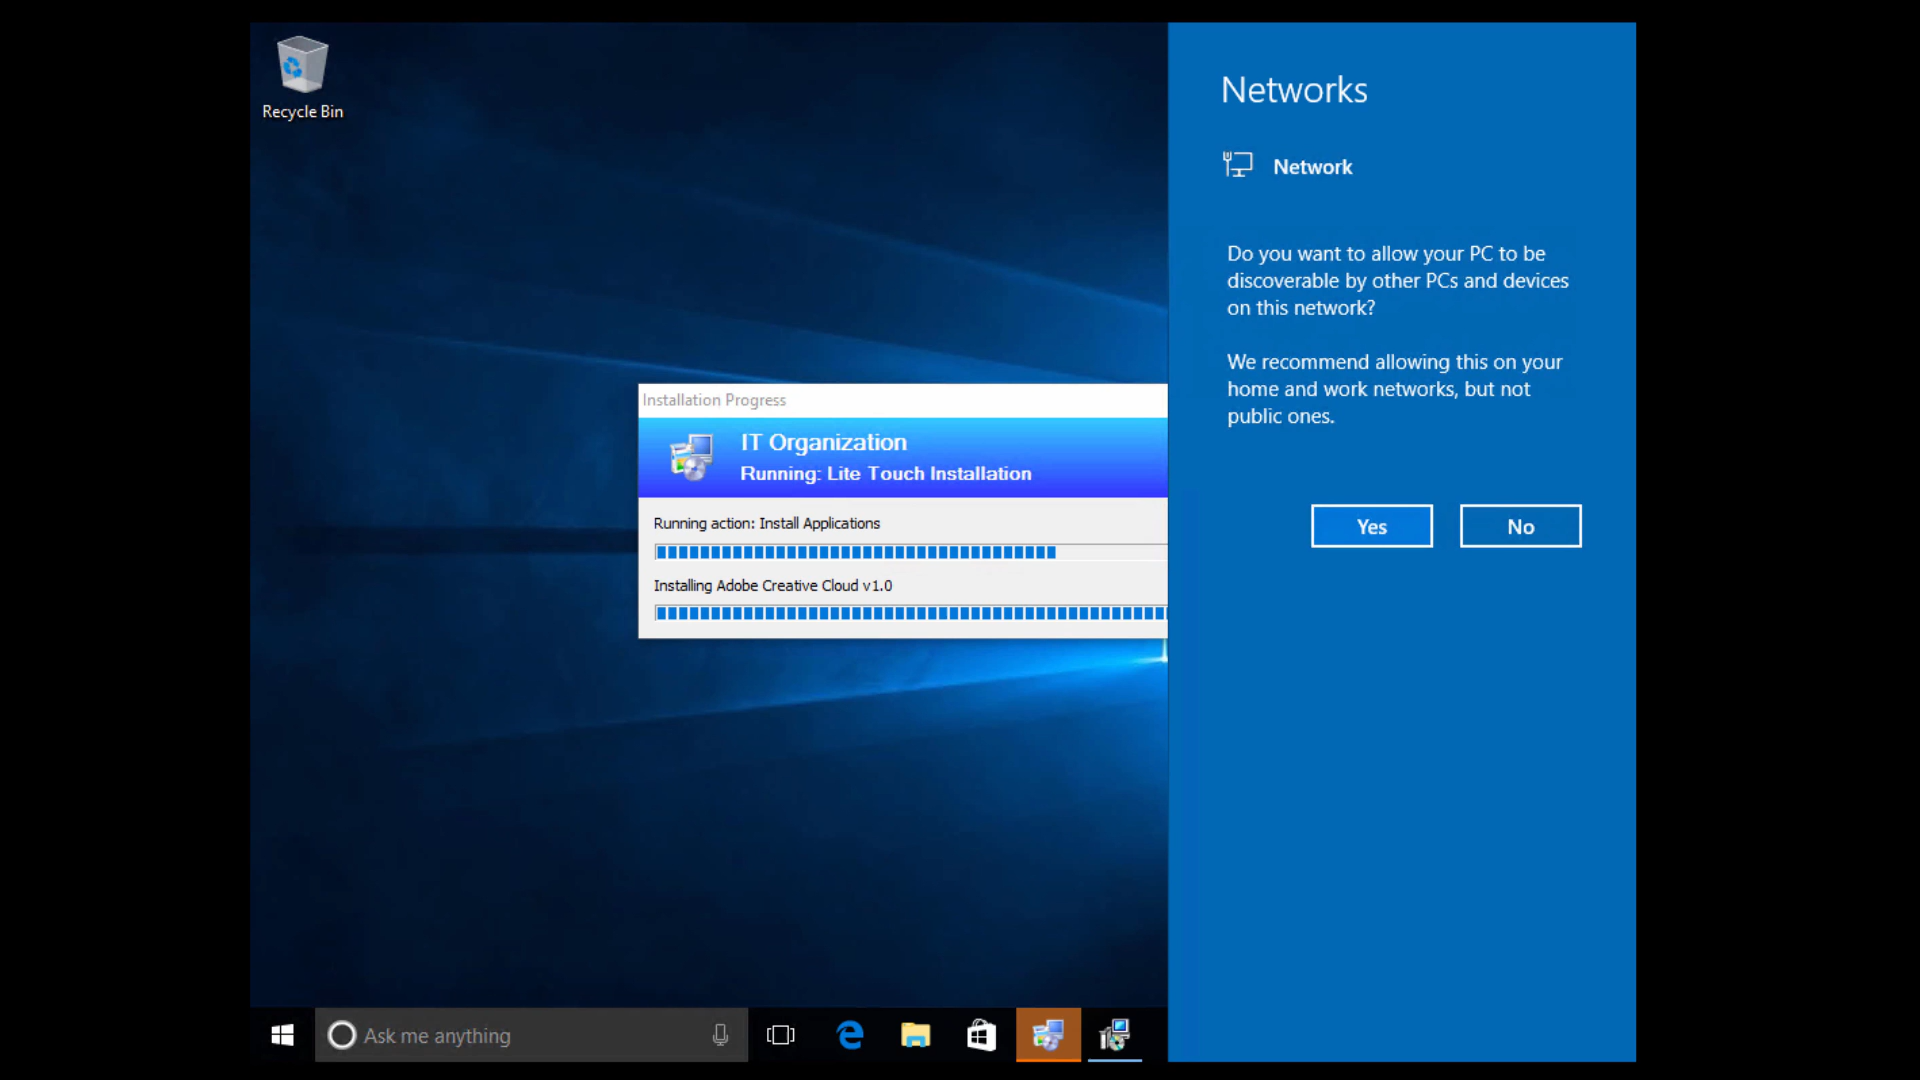 Recycle Bin
Installation Progress
IT Organization
Running: Lite Touch Installation
Running action: Install Applications
Installing Adobe Creative Cloud v1.0
Ask me anything
Networks
Network
Do you want to allow your PC to be
discoverable by other PCs and devices
on this network?
We recommend allowing this on your
home and work networks, but not
public ones.
Yes
No